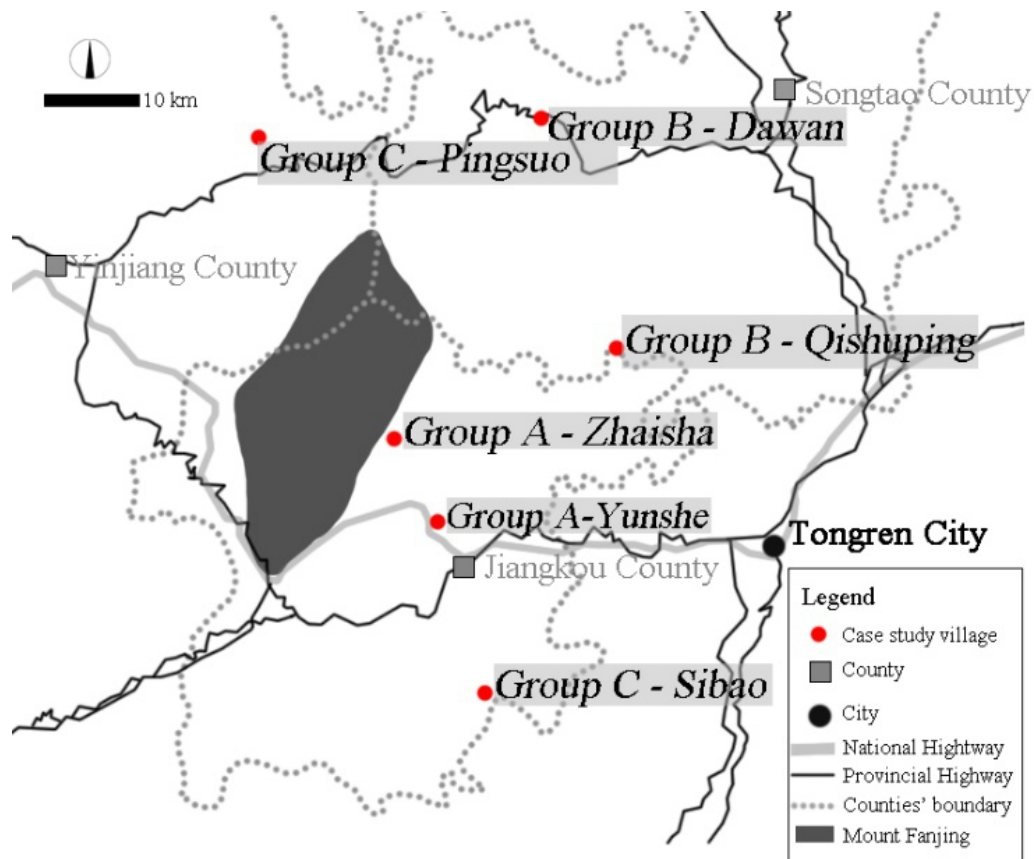 10 km
Songtao County
Group B - Dawan
Group C - Pingsuo
Yinjiang County
Group B - Qishuping
Group A - Zhaisha
Group A-Yunshe
Tongren City
Jiangkou County
Group C - Sibao
Legend
Case study village
County
City
National Hightway
Provincial Highway
Counties' boundary
Mount Fanjing